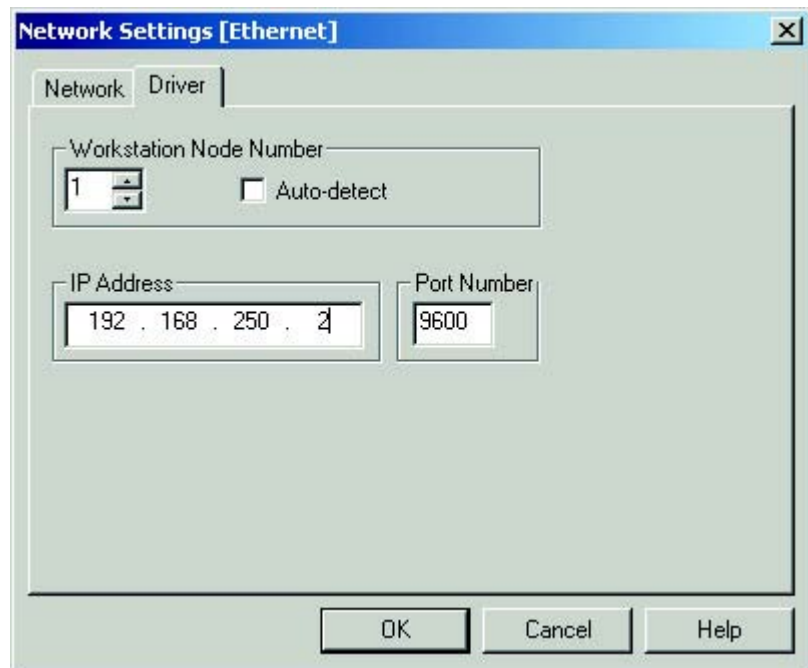 Network Settings [Ethernet]
Network Driver
Workstation Node Number
1 Auto-detect
IP Address Port Number
192 . 168 . 250 . 2 9600
OK Cancel Help